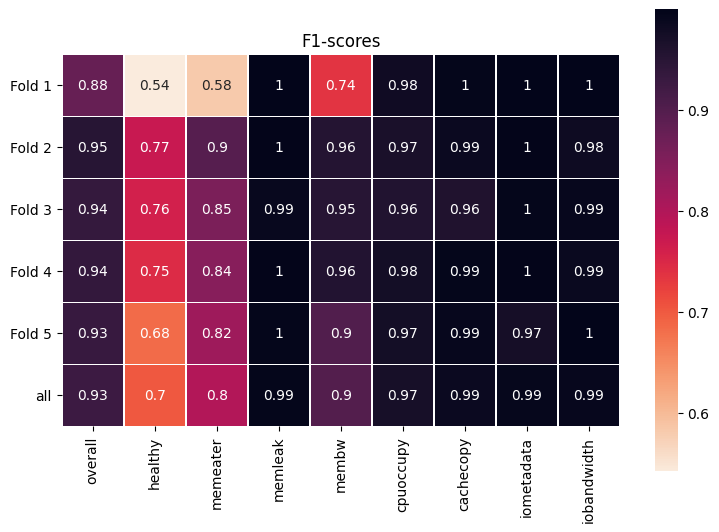 F1-scores
Fold 1 0.88 0.54 0.58 1 0.74 0.98 1 1 1
Fold 2 0.95 0.77 0.9 1 0.96 0.97 0.99 1 0.98
Fold 3 0.94 0.76 0.85 0.99 0.95 0.96 0.96 1 0.99
Fold 4 0.94 0.75 0.84 1 0.96 0.98 0.99 1 0.99
Fold 5 0.93 0.68 0.82 1 0.9 0.97 0.99 0.97 1
all 0.93 0.7 0.8 0.99 0.9 0.97 0.99 0.99 0.99
overall
healthy
memeater
memleak
membw
cpuoccupy
cachecopy
iometadata
iobandwidth
0.9
0.8
0.7
0.6